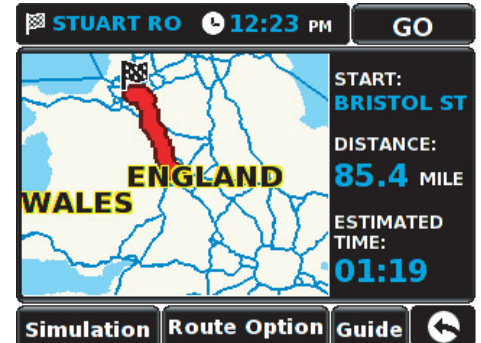 STUART RO 12:23 PM GO
START:
BRISTOL ST
DISTANCE:
85.4 MILE
ESTIMATED
TIME:
01:19
ENGLAND
WALES
Simulation Route Option Guide